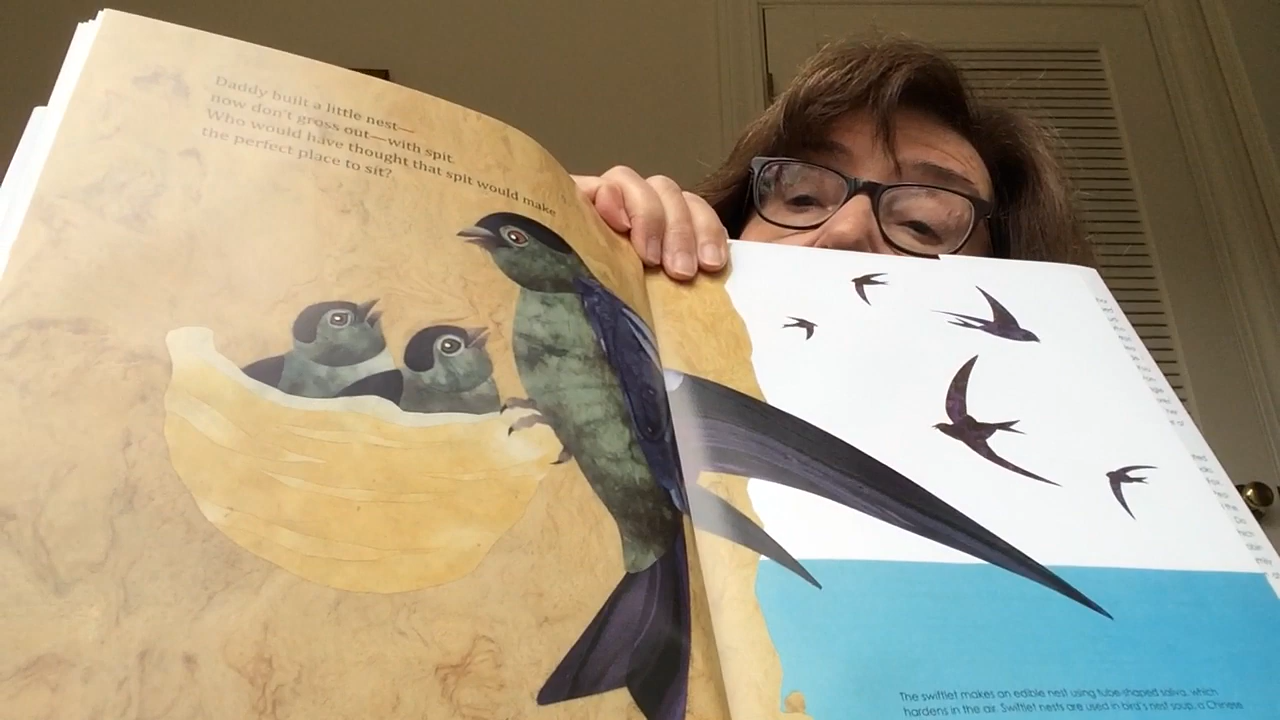 Daddy built a little nest—
now don't gross out—with spit.
Who would have thought that spit would make
the perfect place to sit?
The swiftlet makes an edible nest using tube-shaped saliva, which
hardens in the air. Swiftlet nests are used in bird's nest soup, a Chinese